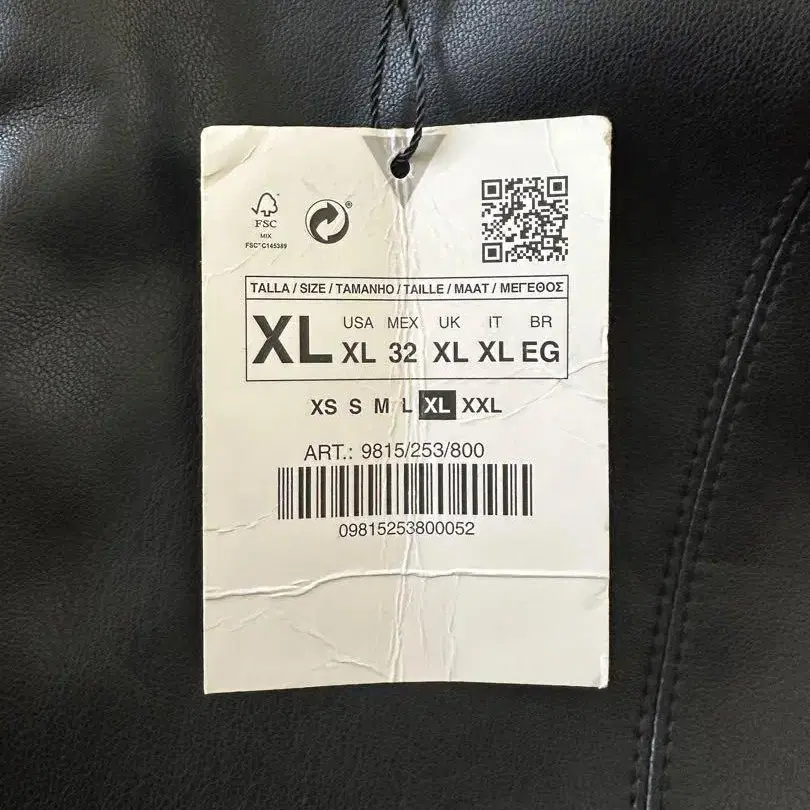 FSC
MIX
FSC® C145389
®
TALLA / SIZE / TAMANHO / TAILLE / MAAT / ΜΕΓΕΘΟΣ
USA MEX UK IT BR
XL XL 32 XL XL EG
XS S M L XL XXL
ART.: 9815/253/800
09815253800052